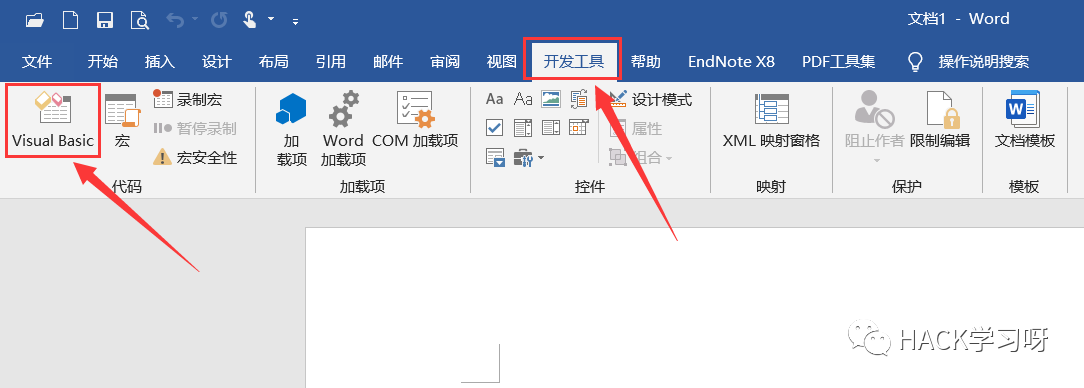 文档1 - Word
文件 开始 插入 设计 布局 引用 邮件 审阅 视图 开发工具 帮助 EndNote X8 PDF工具集 操作说明搜索
Visual Basic
宏
录制宏
暂停录制
宏安全性
代码
加
载项
Word
加载项
COM 加载项
加载项
Aa Aa
设计模式
属性
组合
控件
XML 映射窗格
映射
阻止作者
限制编辑
保护
W
文档模板
模板
HACK学习呀